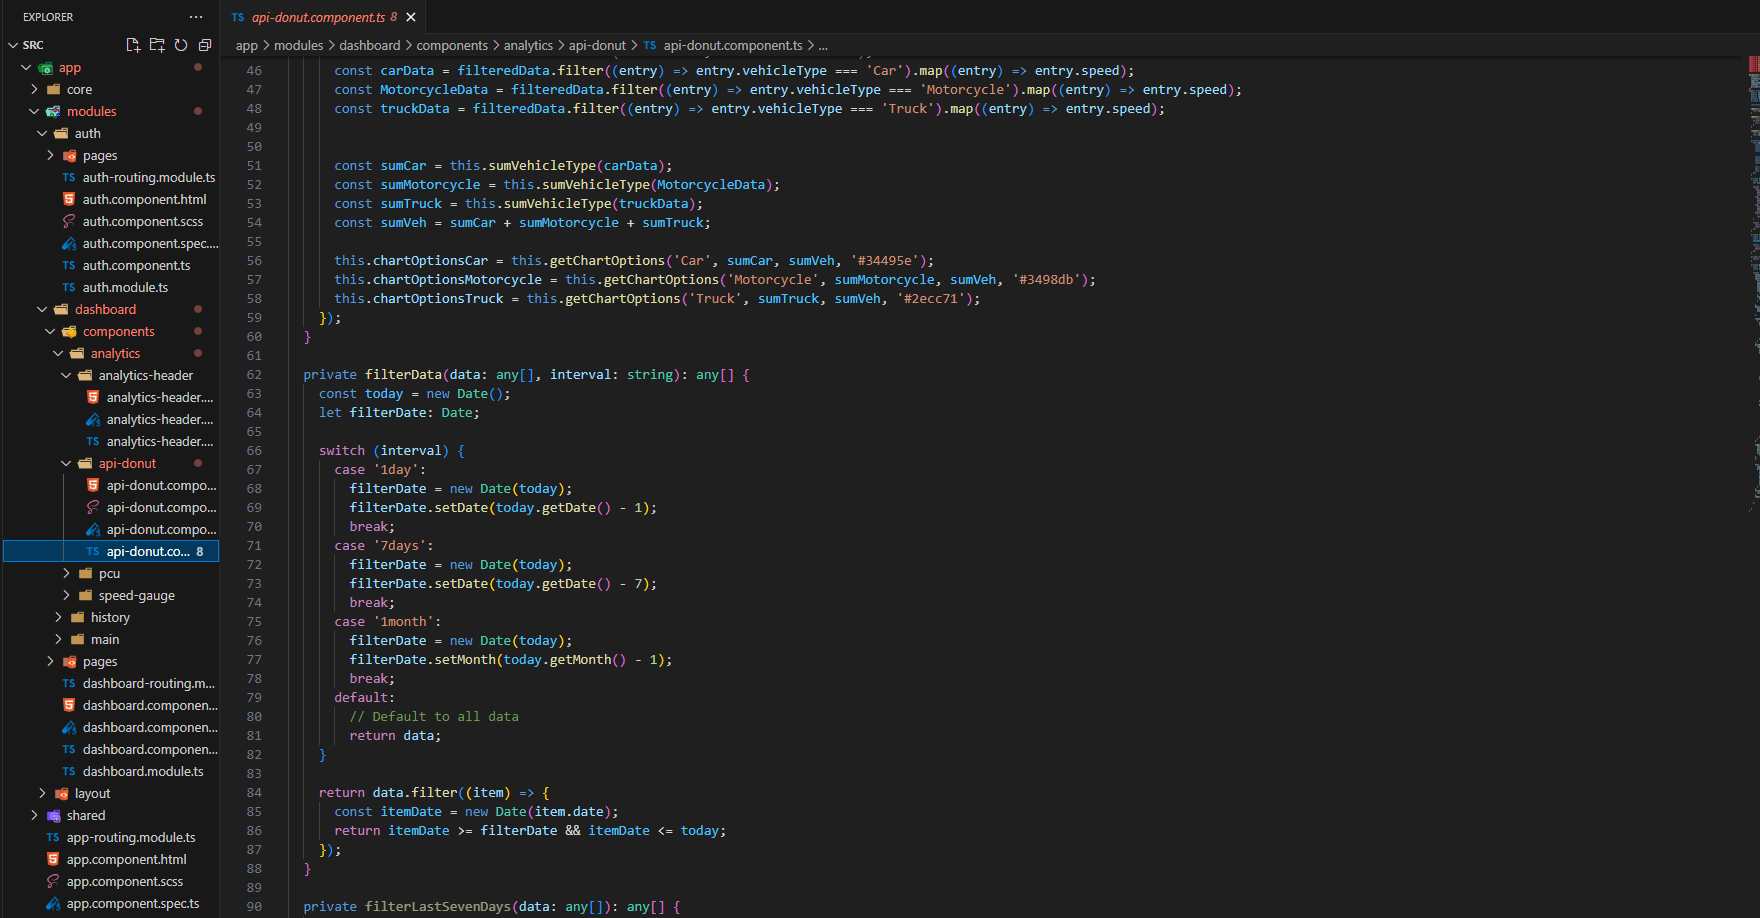 EXPLORER
SRC
app
core
modules
auth
pages
auth-routing.module.ts
auth.component.html
auth.component.scss
auth.component.spec....
auth.component.ts
auth.module.ts
dashboard
components
analytics
analytics-header
analytics-header....
analytics-header....
analytics-header....
api-donut
api-donut.compo...
api-donut.compo...
api-donut.compo...
TS api-donut.co... 8
pcu
speed-gauge
history
main
pages
dashboard-routing.m...
dashboard.componen...
dashboard.componen...
dashboard.componen...
dashboard.module.ts
layout
shared
app-routing.module.ts
app.component.html
app.component.scss
app.component.spec.ts
TS api-donut.component.ts 8
app > modules > dashboard > components > analytics > api-donut > TS api-donut.component.ts > ...
46 const carData = filteredData.filter((entry) => entry.vehicleType === 'Car').map((entry) => entry.speed);
47 const MotorcycleData = filteredData.filter((entry) => entry.vehicleType === 'Motorcycle').map((entry) => entry.speed);
48 const truckData = filteredData.filter((entry) => entry.vehicleType === 'Truck').map((entry) => entry.speed);
49
50
51 const sumCar = this.sumVehicleType(carData);
52 const sumMotorcycle = this.sumVehicleType(MotorcycleData);
53 const sumTruck = this.sumVehicleType(truckData);
54 const sumVeh = sumCar + sumMotorcycle + sumTruck;
55
56 this.chartOptionsCar = this.getChartOptions('Car', sumCar, sumVeh, '#34495e');
57 this.chartOptionsMotorcycle = this.getChartOptions('Motorcycle', sumMotorcycle, sumVeh, '#3498db');
58 this.chartOptionsTruck = this.getChartOptions('Truck', sumTruck, sumVeh, '#2ecc71');
59 });
60 }
61
62 private filterData(data: any[], interval: string): any[] {
63 const today = new Date();
64 let filterDate: Date;
65
66 switch (interval) {
67 case '1day':
68 filterDate = new Date(today);
69 filterDate.setDate(today.getDate() - 1);
70 break;
71 case '7days':
72 filterDate = new Date(today);
73 filterDate.setDate(today.getDate() - 7);
74 break;
75 case '1month':
76 filterDate = new Date(today);
77 filterDate.setMonth(today.getMonth() - 1);
78 break;
79 default:
80 // Default to all data
81 return data;
82 }
83
84 return data.filter((item) => {
85 const itemDate = new Date(item.date);
86 return itemDate >= filterDate && itemDate <= today;
87 });
88 }
89
90 private filterLastSevenDays(data: any[]): any[] {